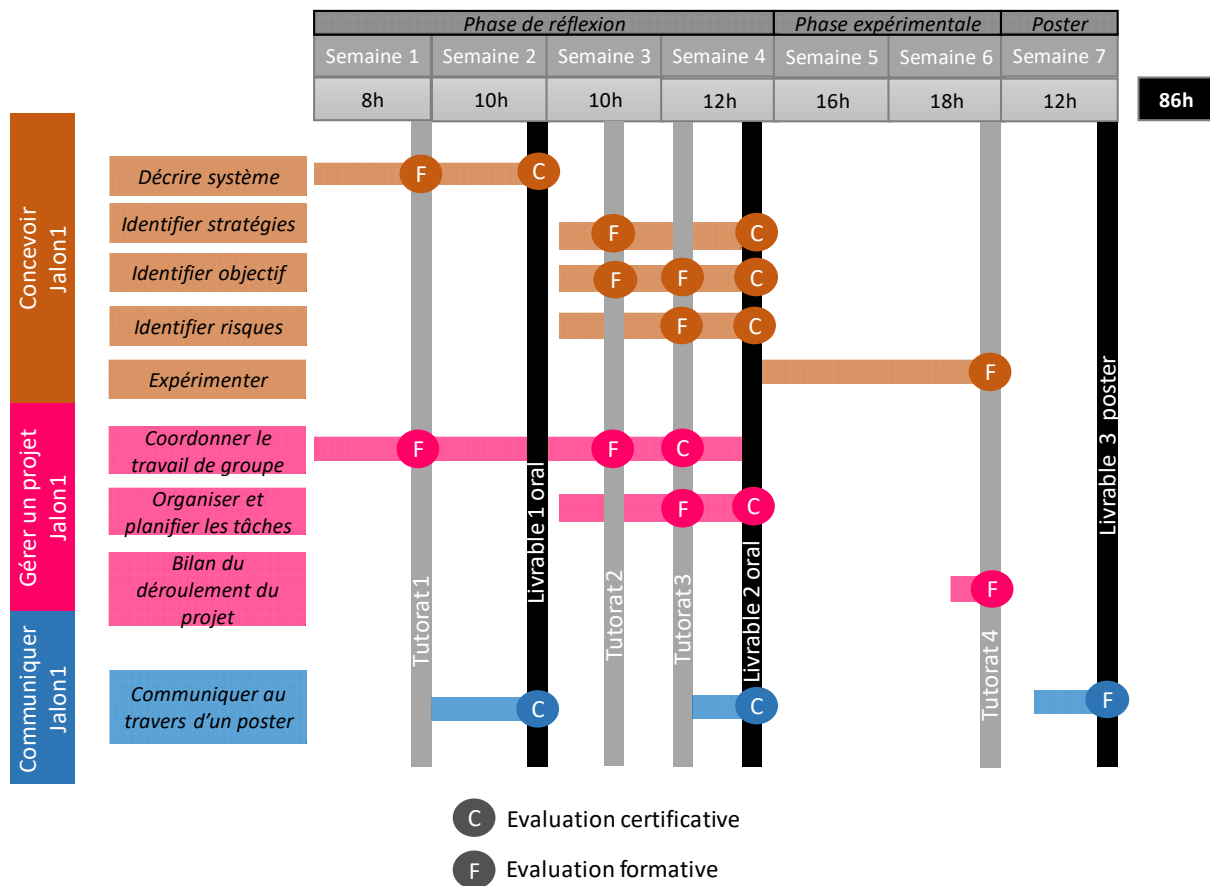 Phase de réflexion Phase expérimentale Poster
Semaine 1 Semaine 2 Semaine 3 Semaine 4 Semaine 5 Semaine 6 Semaine 7
8h 10h 10h 12h 16h 18h 12h 86h
Concevoir
Jalon1
Décrire système
F C
Identifier stratégies
F C
Identifier objectif
F F C
Identifier risques
F C
Expérimenter
F
Gérer un projet
Jalon1
Coordonner le
travail de groupe
F F C
Organiser et
planifier les tâches
F C
Bilan du
déroulement du
projet
F
Communiquer
Jalon1
Communiquer au
travers d'un poster
C C F
Tutorat 1
Livrable 1 oral
Tutorat 2
Tutorat 3
Livrable 2 oral
Tutorat 4
Livrable 3 poster
C Evaluation certificative
F Evaluation formative